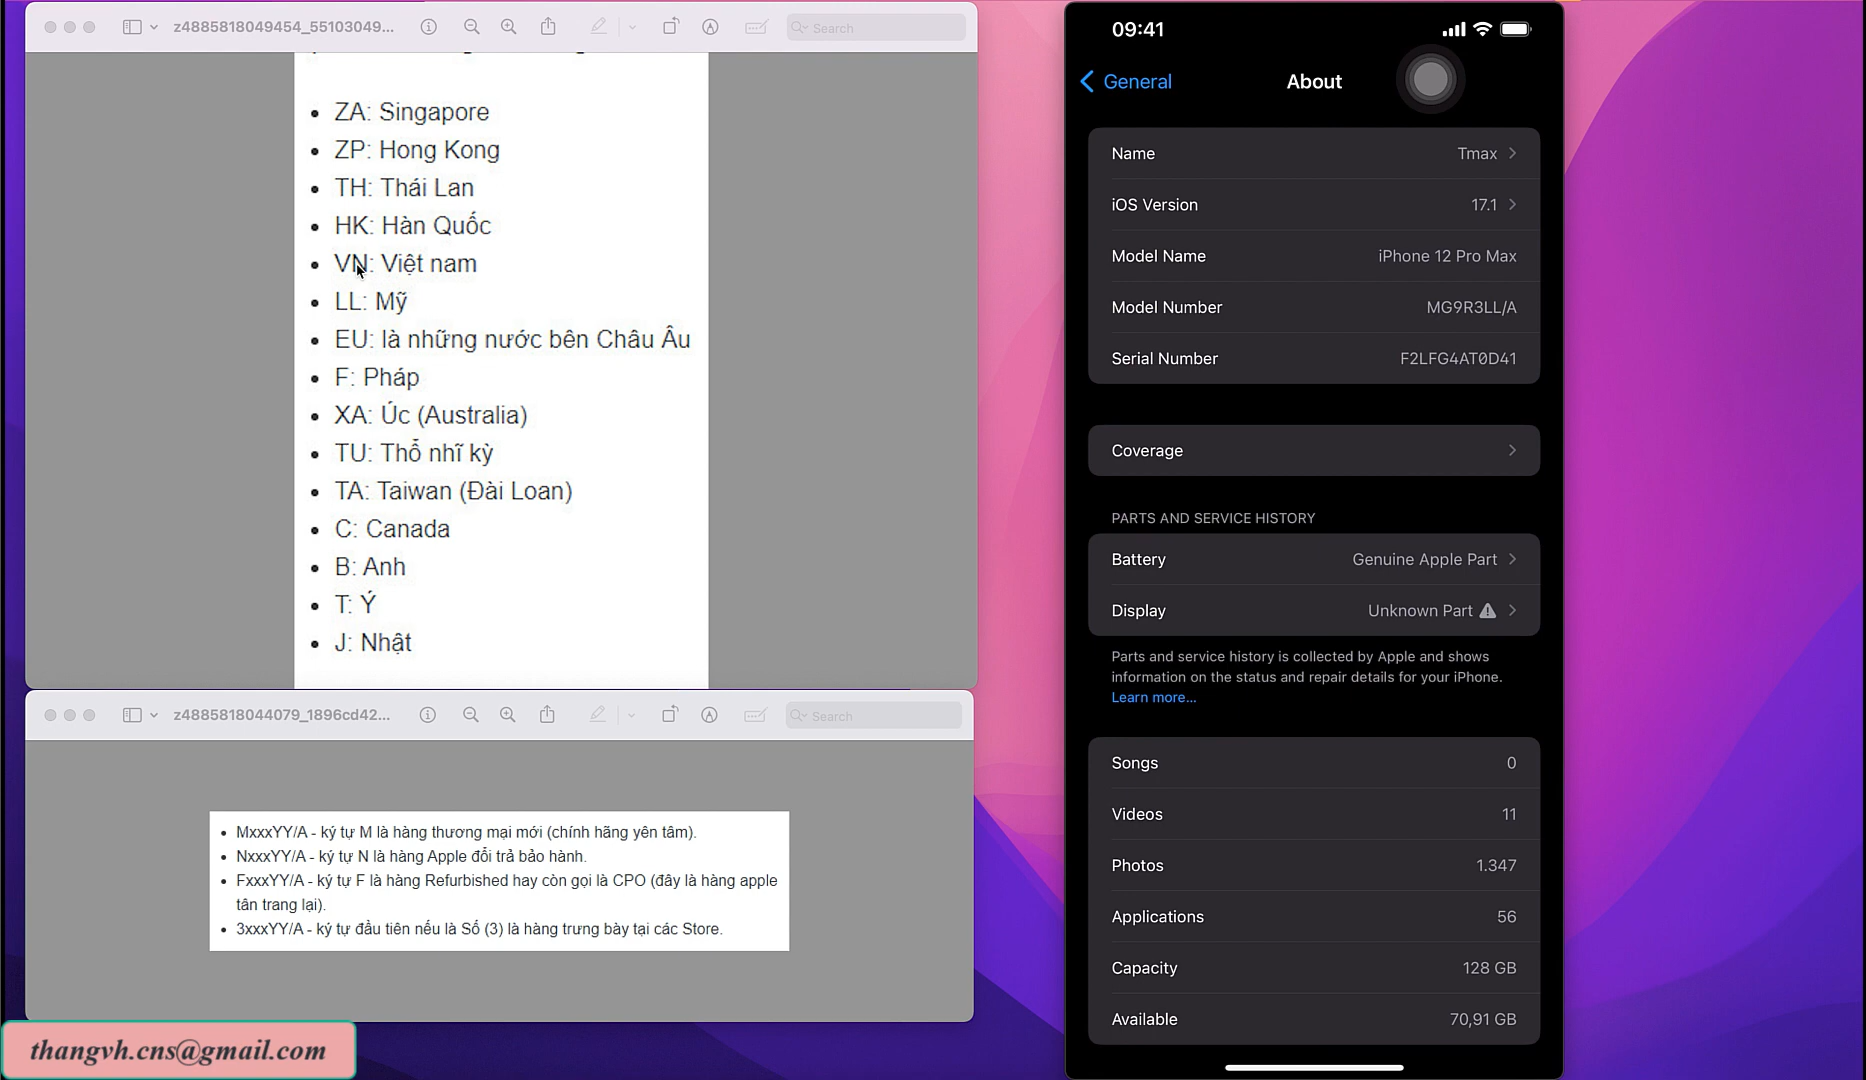 z4885818049454_55103049...
Search
ZA: Singapore
ZP: Hong Kong
TH: Thái Lan
HK: Hàn Quốc
VN: Việt nam
LL: Mỹ
EU: là những nước bên Châu Âu
F: Pháp
XA: Úc (Australia)
TU: Thổ nhĩ kỳ
TA: Taiwan (Đài Loan)
C: Canada
B: Anh
T: Ý
J: Nhật
z4885818044079_1896cd42...
Search
MxxxYY/A - ký tự M là hàng thương mại mới (chính hãng yên tâm).
NxxxYY/A - ký tự N là hàng Apple đổi trả bảo hành.
FxxxYY/A - ký tự F là hàng Refurbished hay còn gọi là CPO (đây là hàng apple
tân trang lại).
3xxxYY/A - ký tự đầu tiên nếu là Số (3) là hàng trưng bày tại các Store.
thangvh.cns@gmail.com
09:41
General
About
Name Tmax
iOS Version 17.1
Model Name iPhone 12 Pro Max
Model Number MG9R3LL/A
Serial Number F2LFG4AT0D41
Coverage
PARTS AND SERVICE HISTORY
Battery Genuine Apple Part
Display Unknown Part
Parts and service history is collected by Apple and shows
information on the status and repair details for your iPhone.
Learn more...
Songs 0
Videos 11
Photos 1.347
Applications 56
Capacity 128 GB
Available 70,91 GB